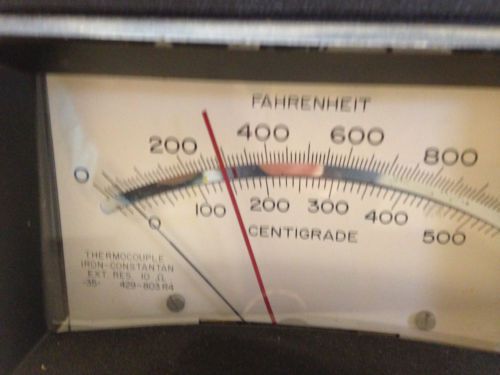 FAHRENHEIT
0 200 400 600 800
0 100 200 300 400 500
CENTIGRADE
THERMOCOUPLE
IRON-CONSTANTAN
EXT. RES. 10 Ω
-35- 429-803 R4